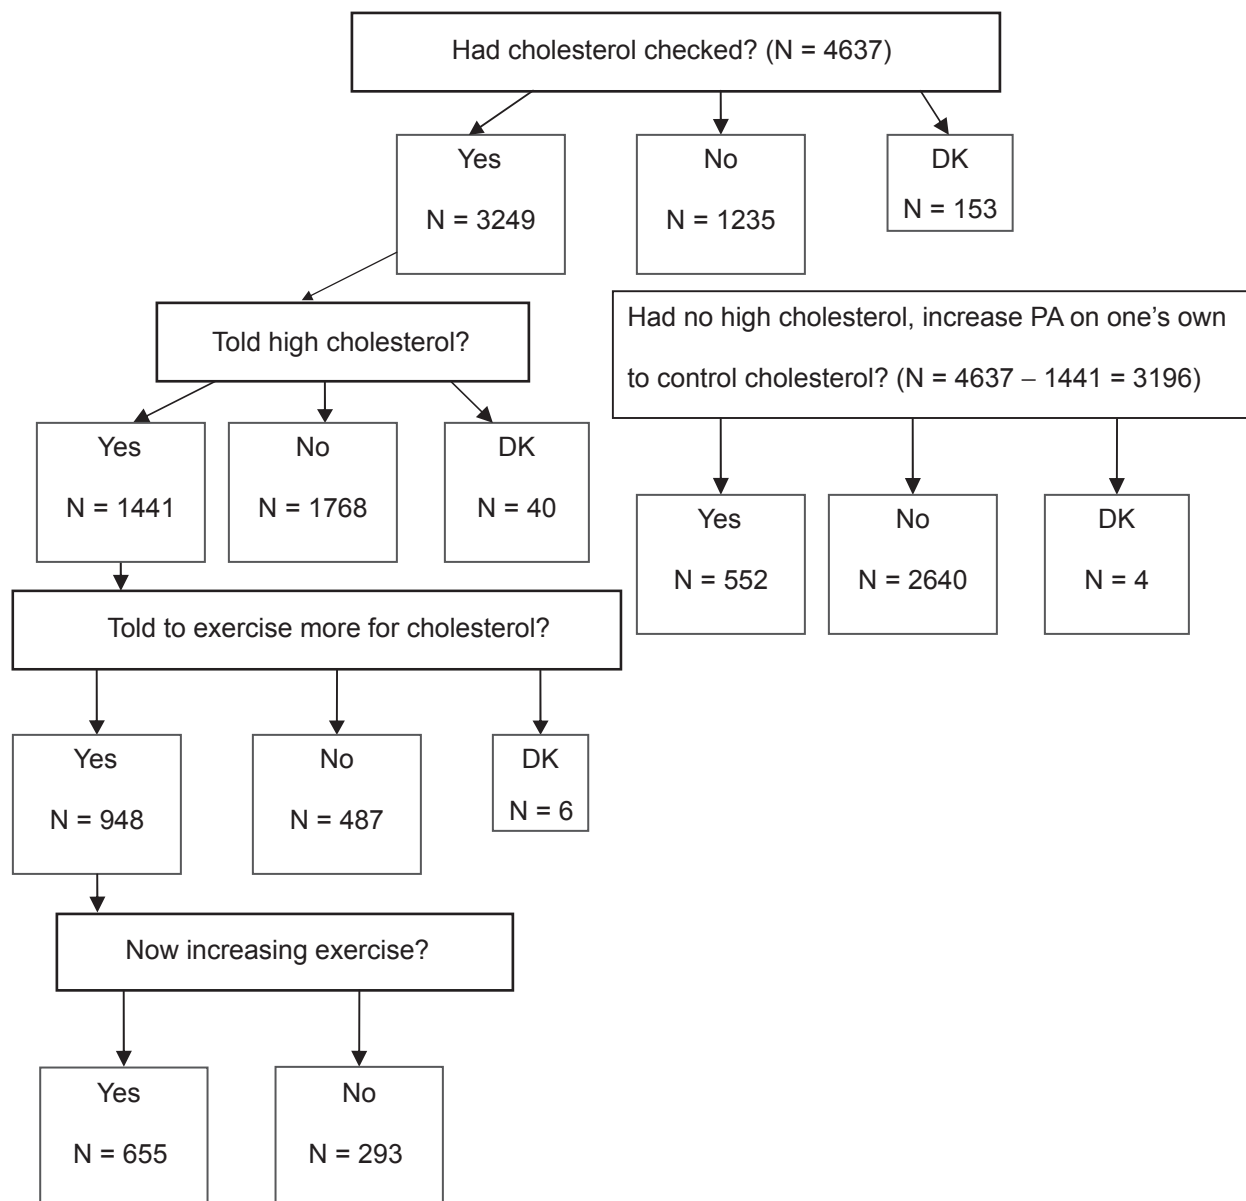 Had cholesterol checked? (N = 4637)
Yes
N = 3249
No
N = 1235
DK
N = 153
Told high cholesterol?
Had no high cholesterol, increase PA on one's own
to control cholesterol? (N = 4637 – 1441 = 3196)
Yes
N = 1441
No
N = 1768
DK
N = 40
Yes
N = 552
No
N = 2640
DK
N = 4
Told to exercise more for cholesterol?
Yes
N = 948
No
N = 487
DK
N = 6
Now increasing exercise?
Yes
N = 655
No
N = 293